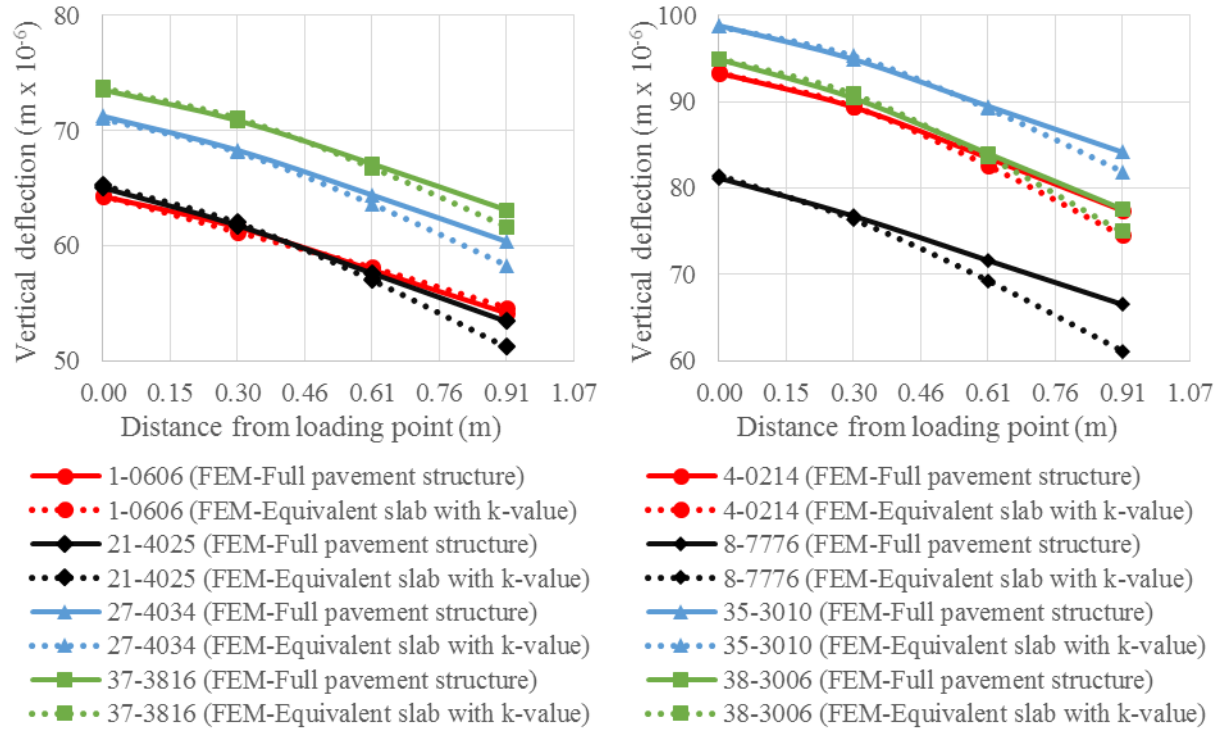 Vertical deflection (m x 10-6)
80
70
60
50
0.00 0.15 0.30 0.46 0.61 0.76 0.91 1.07
Distance from loading point (m)
1-0606 (FEM-Full pavement structure)
1-0606 (FEM-Equivalent slab with k-value)
21-4025 (FEM-Full pavement structure)
21-4025 (FEM-Equivalent slab with k-value)
27-4034 (FEM-Full pavement structure)
27-4034 (FEM-Equivalent slab with k-value)
37-3816 (FEM-Full pavement structure)
37-3816 (FEM-Equivalent slab with k-value)
Vertical deflection (m x 10-6)
100
90
80
70
60
0.00 0.15 0.30 0.46 0.61 0.76 0.91 1.07
Distance from loading point (m)
4-0214 (FEM-Full pavement structure)
4-0214 (FEM-Equivalent slab with k-value)
8-7776 (FEM-Full pavement structure)
8-7776 (FEM-Equivalent slab with k-value)
35-3010 (FEM-Full pavement structure)
35-3010 (FEM-Equivalent slab with k-value)
38-3006 (FEM-Full pavement structure)
38-3006 (FEM-Equivalent slab with k-value)